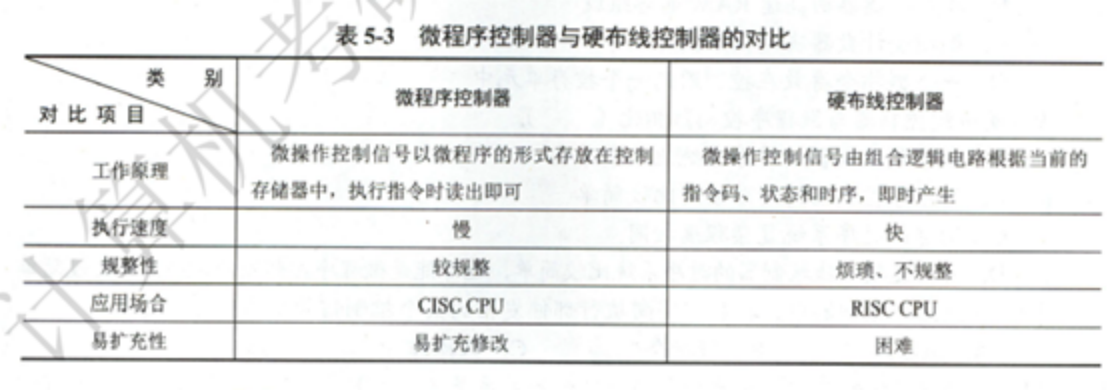 表 5-3 微程序控制器与硬布线控制器的对比
类 别
对 比 项 目
微程序控制器
硬布线控制器
工作原理
微操作控制信号以微程序的形式存放在控制
存储器中，执行指令时读出即可
微操作控制信号由组合逻辑电路根据当前的
指令码、状态和时序，即时产生
执行速度
慢
快
规整性
较规整
烦琐、不规整
应用场合
CISC CPU
RISC CPU
易扩充性
易扩充修改
困难
计算机考